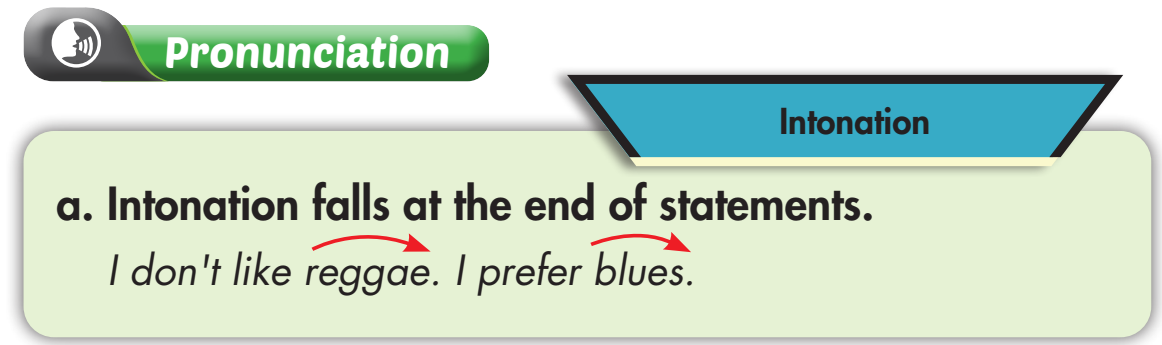 Pronunciation
Intonation
a. Intonation falls at the end of statements.
I don't like reggae. I prefer blues.